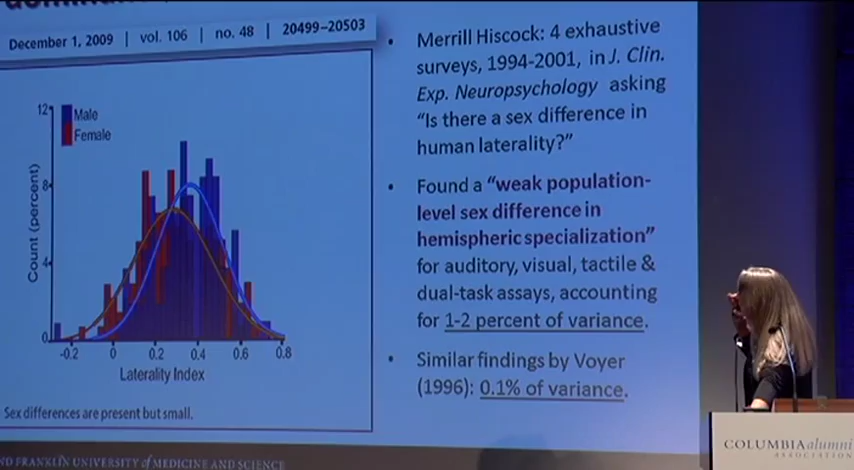 December 1, 2009 | vol. 106 | no. 48 | 20499–20503
12
8
4
0
Count (percent)
Male
Female
-0.2 0 0.2 0.4 0.6 0.8
Laterality Index
Sex differences are present but small.
• Merrill Hiscock: 4 exhaustive
surveys, 1994-2001, in J. Clin.
Exp. Neuropsychology asking
“Is there a sex difference in
human laterality?”
• Found a “weak population-
level sex difference in
hemispheric specialization”
for auditory, visual, tactile &
dual-task assays, accounting
for 1-2 percent of variance.
• Similar findings by Voyer
(1996): 0.1% of variance.
FRANKLIN UNIVERSITY of MEDICINE AND SCIENCE
COLUMBIA alumni
ASSOCIATION